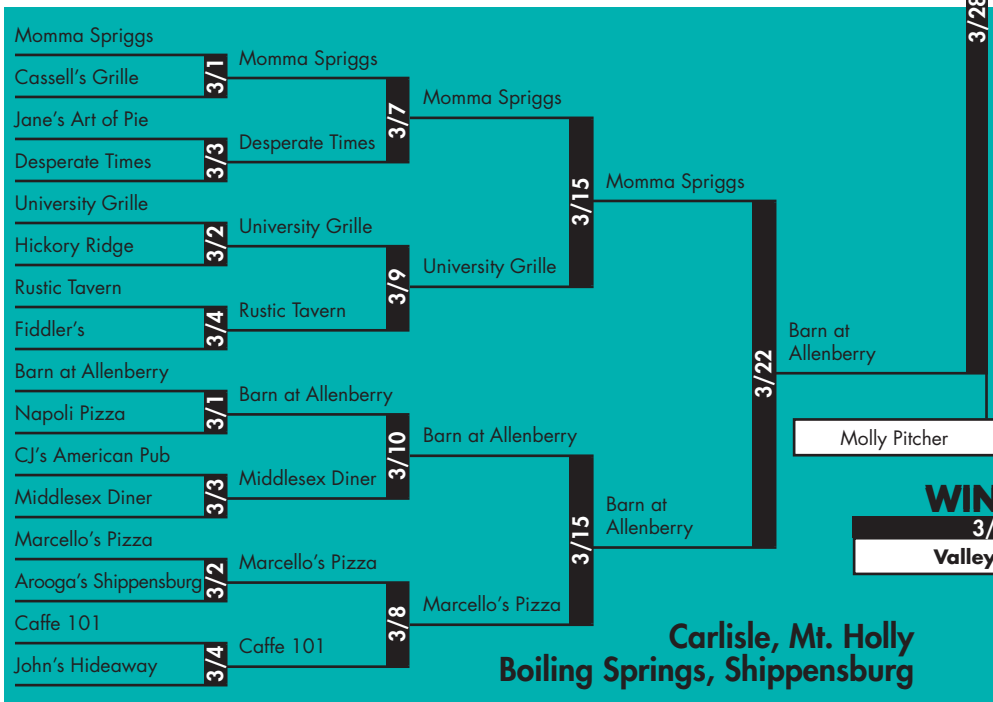 3/28
Momma Spriggs
Cassell's Grille
3/1
Jane's Art of Pie
Desperate Times
3/3
University Grille
Hickory Ridge
3/2
Rustic Tavern
Fiddler's
3/4
Barn at Allenberry
Napoli Pizza
3/1
CJ's American Pub
Middlesex Diner
3/3
Marcello's Pizza
Arooga's Shippensburg
3/2
Caffe 101
John's Hideaway
3/4
Momma Spriggs
Desperate Times
3/7
University Grille
Rustic Tavern
3/9
Barn at Allenberry
Middlesex Diner
3/10
Marcello's Pizza
Caffe 101
3/8
Momma Spriggs
University Grille
3/15
Barn at Allenberry
Marcello's Pizza
3/15
Momma Spriggs
Barn at
Allenberry
3/22
Barn at
Allenberry
Molly Pitcher
WIN
3/
Valley
Carlisle, Mt. Holly
Boiling Springs, Shippensburg